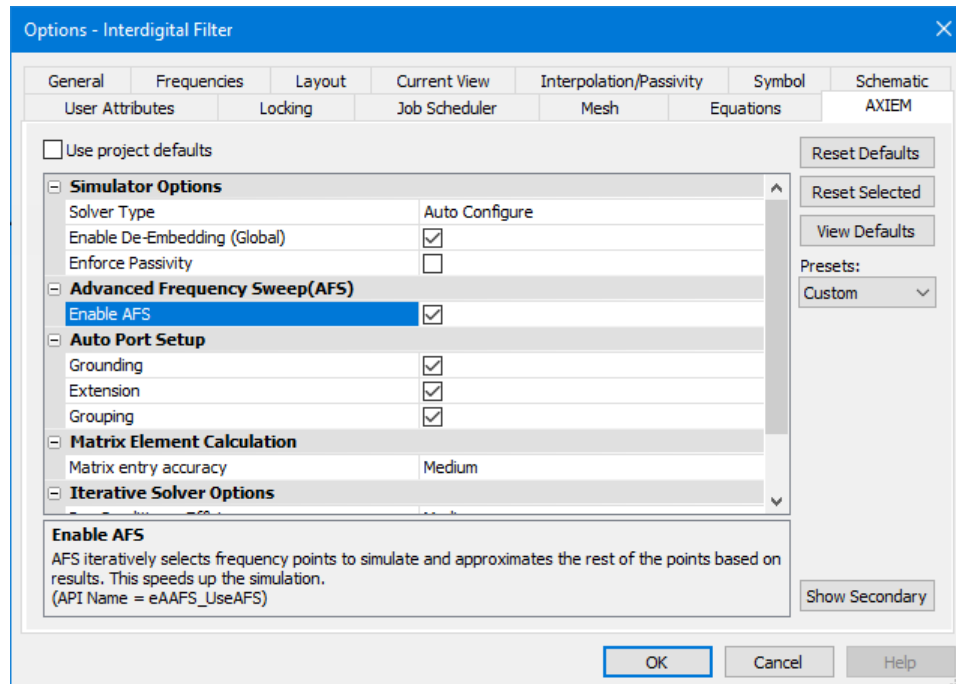 Options - Interdigital Filter
General Frequencies Layout Current View Interpolation/Passivity Symbol Schematic
User Attributes Locking Job Scheduler Mesh Equations AXIEM
Use project defaults
Simulator Options
Solver Type Auto Configure
Enable De-Embedding (Global)
Enforce Passivity
Advanced Frequency Sweep(AFS)
Enable AFS
Auto Port Setup
Grounding
Extension
Grouping
Matrix Element Calculation
Matrix entry accuracy Medium
Iterative Solver Options
Reset Defaults
Reset Selected
View Defaults
Presets:
Custom
Enable AFS
AFS iteratively selects frequency points to simulate and approximates the rest of the points based on
results. This speeds up the simulation.
(API Name = eAAFS_UseAFS)
Show Secondary
OK Cancel Help